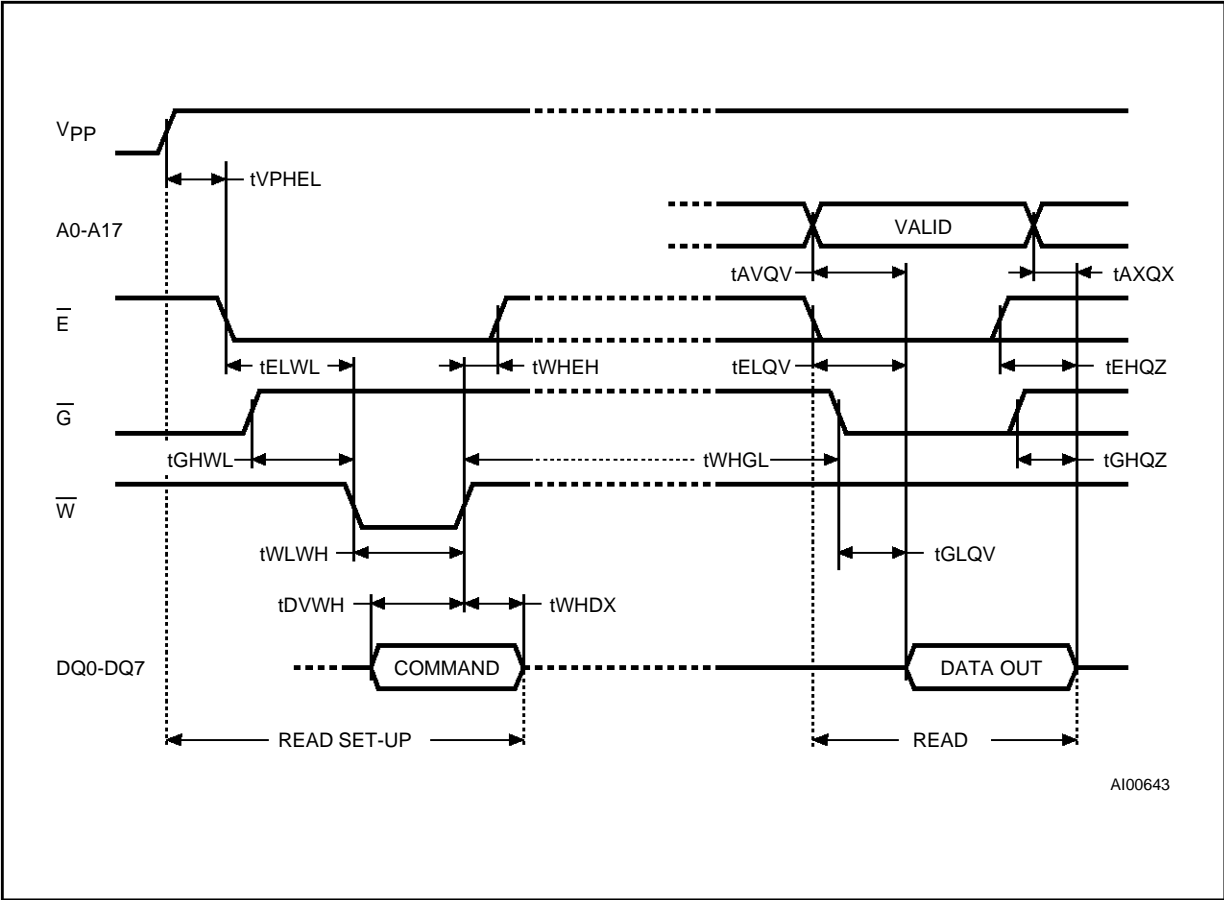 VPP
tVPHEL
A0-A17
VALID
tAVQV
tAXQX
E
tELWL
tWHEH
tELQV
tEHQZ
G
tGHWL
tWHGL
tGHQZ
W
tWLWH
tGLQV
tDVWH
tWHDX
DQ0-DQ7
COMMAND
DATA OUT
READ SET-UP
READ
AI00643